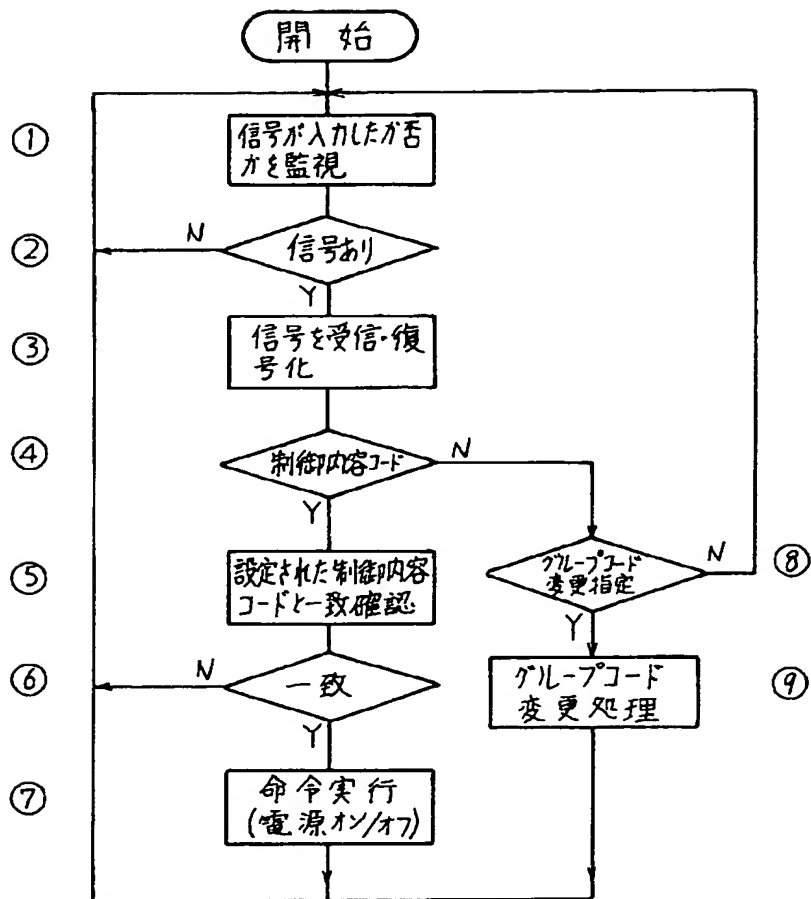 開始
①
信号が入力したか否
かを監視
②
N
信号あり
Y
③
信号を受信・復
号化
④
制御内容コード
N
Y
⑤
設定された制御内容
コードと一致確認
グループコード
変更指定
N
⑧
Y
⑥
N
一致
Y
グループコード
変更処理
⑨
⑦
命令実行
(電源オン/オフ)